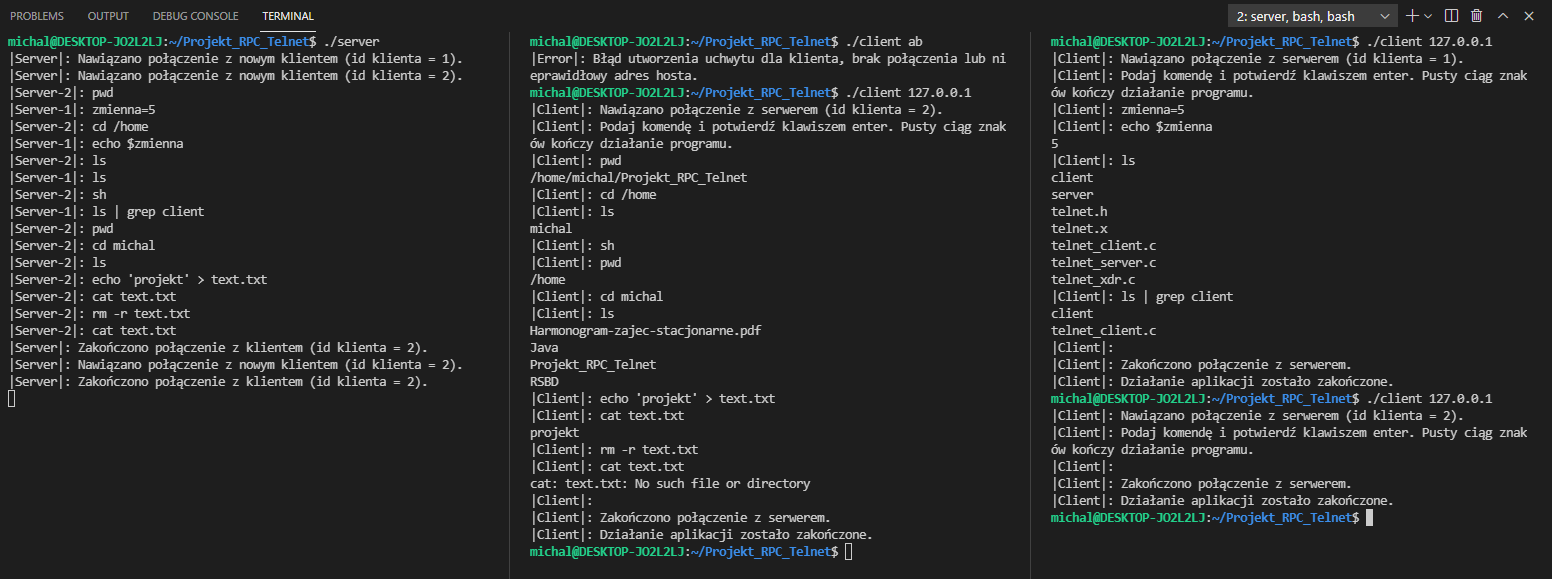 PROBLEMS OUTPUT DEBUG CONSOLE TERMINAL 2: server, bash, bash
michal@DESKTOP-JO2L2LJ:~/Projekt_RPC_Telnet$ ./server
|Server|: Nawiązano połączenie z nowym klientem (id klienta = 1).
|Server|: Nawiązano połączenie z nowym klientem (id klienta = 2).
|Server-2|: pwd
|Server-1|: zmienna=5
|Server-2|: cd /home
|Server-1|: echo $zmienna
|Server-2|: ls
|Server-1|: ls
|Server-2|: sh
|Server-1|: ls | grep client
|Server-2|: pwd
|Server-2|: cd michal
|Server-2|: ls
|Server-2|: echo 'projekt' > text.txt
|Server-2|: cat text.txt
|Server-2|: rm -r text.txt
|Server-2|: cat text.txt
|Server|: Zakończono połączenie z klientem (id klienta = 2).
|Server|: Nawiązano połączenie z nowym klientem (id klienta = 2).
|Server|: Zakończono połączenie z klientem (id klienta = 2).
michal@DESKTOP-JO2L2LJ:~/Projekt_RPC_Telnet$ ./client ab
|Error|: Błąd utworzenia uchwytu dla klienta, brak połączenia lub ni
eprawidłowy adres hosta.
michal@DESKTOP-JO2L2LJ:~/Projekt_RPC_Telnet$ ./client 127.0.0.1
|Client|: Nawiązano połączenie z serwerem (id klienta = 2).
|Client|: Podaj komendę i potwierdź klawiszem enter. Pusty ciąg znak
ów kończy działanie programu.
|Client|: pwd
/home/michal/Projekt_RPC_Telnet
|Client|: cd /home
|Client|: ls
michal
|Client|: sh
|Client|: pwd
/home
|Client|: cd michal
|Client|: ls
Harmonogram-zajec-stacjonarne.pdf
Java
Projekt_RPC_Telnet
RSBD
|Client|: echo 'projekt' > text.txt
|Client|: cat text.txt
projekt
|Client|: rm -r text.txt
|Client|: cat text.txt
cat: text.txt: No such file or directory
|Client|:
|Client|: Zakończono połączenie z serwerem.
|Client|: Działanie aplikacji zostało zakończone.
michal@DESKTOP-JO2L2LJ:~/Projekt_RPC_Telnet$
michal@DESKTOP-JO2L2LJ:~/Projekt_RPC_Telnet$ ./client 127.0.0.1
|Client|: Nawiązano połączenie z serwerem (id klienta = 1).
|Client|: Podaj komendę i potwierdź klawiszem enter. Pusty ciąg znak
ów kończy działanie programu.
|Client|: zmienna=5
|Client|: echo $zmienna
5
|Client|: ls
client
server
telnet.h
telnet.x
telnet_client.c
telnet_server.c
telnet_xdr.c
|Client|: ls | grep client
client
telnet_client.c
|Client|:
|Client|: Zakończono połączenie z serwerem.
|Client|: Działanie aplikacji zostało zakończone.
michal@DESKTOP-JO2L2LJ:~/Projekt_RPC_Telnet$ ./client 127.0.0.1
|Client|: Nawiązano połączenie z serwerem (id klienta = 2).
|Client|: Podaj komendę i potwierdź klawiszem enter. Pusty ciąg znak
ów kończy działanie programu.
|Client|:
|Client|: Zakończono połączenie z serwerem.
|Client|: Działanie aplikacji zostało zakończone.
michal@DESKTOP-JO2L2LJ:~/Projekt_RPC_Telnet$